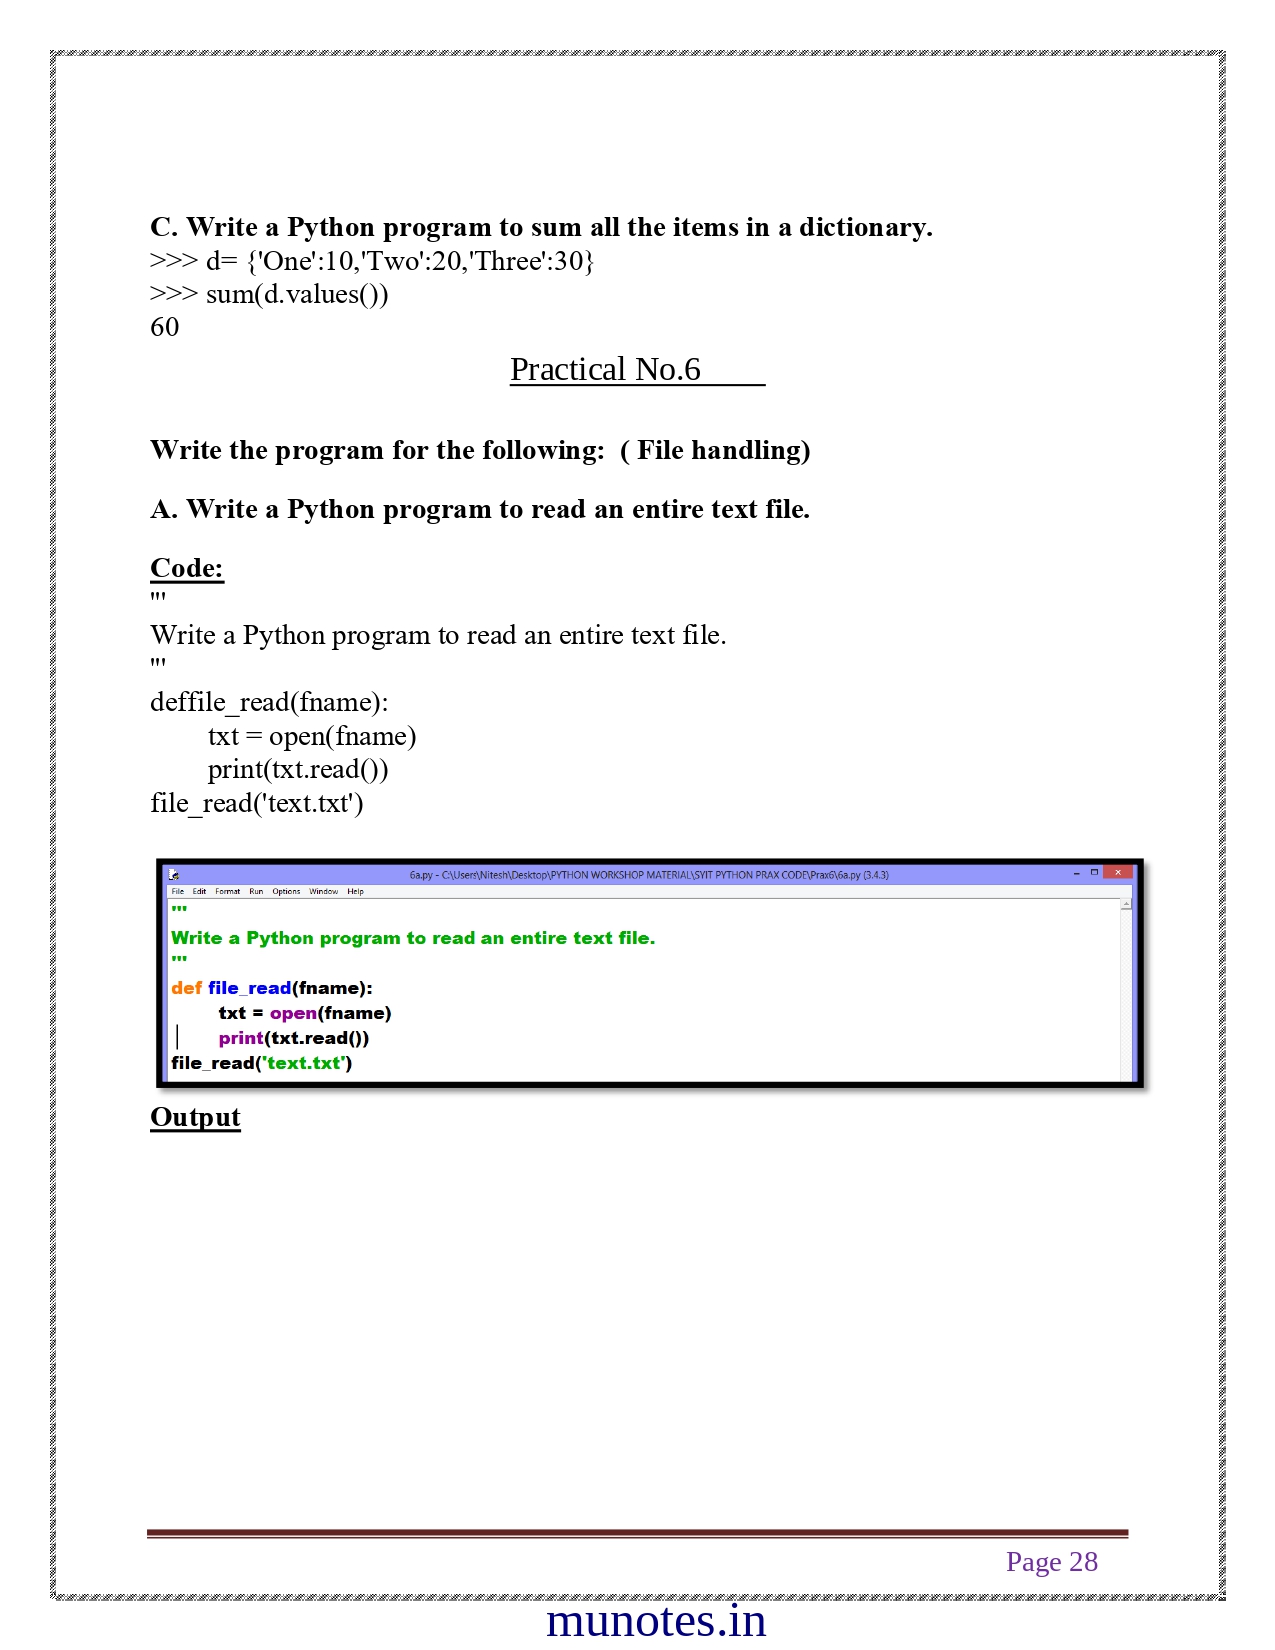 C. Write a Python program to sum all the items in a dictionary.
>>> d= {'One':10,'Two':20,'Three':30}
>>> sum(d.values())
60
Practical No.6
Write the program for the following:  ( File handling)
A. Write a Python program to read an entire text file.
Code:
'''
Write a Python program to read an entire text file.
'''
deffile_read(fname):
txt = open(fname)
print(txt.read())
file_read('text.txt')
6a.py - C:\Users\Nitesh\Desktop\PYTHON WORKSHOP MATERIAL\SYIT PYTHON PRAX CODE\Prax6\6a.py (3.4.3)
File Edit Format Run Options Window Help
'''
Write a Python program to read an entire text file.
'''
def file_read(fname):
txt = open(fname)
print(txt.read())
file_read('text.txt')
Output
Page 28
munotes.in